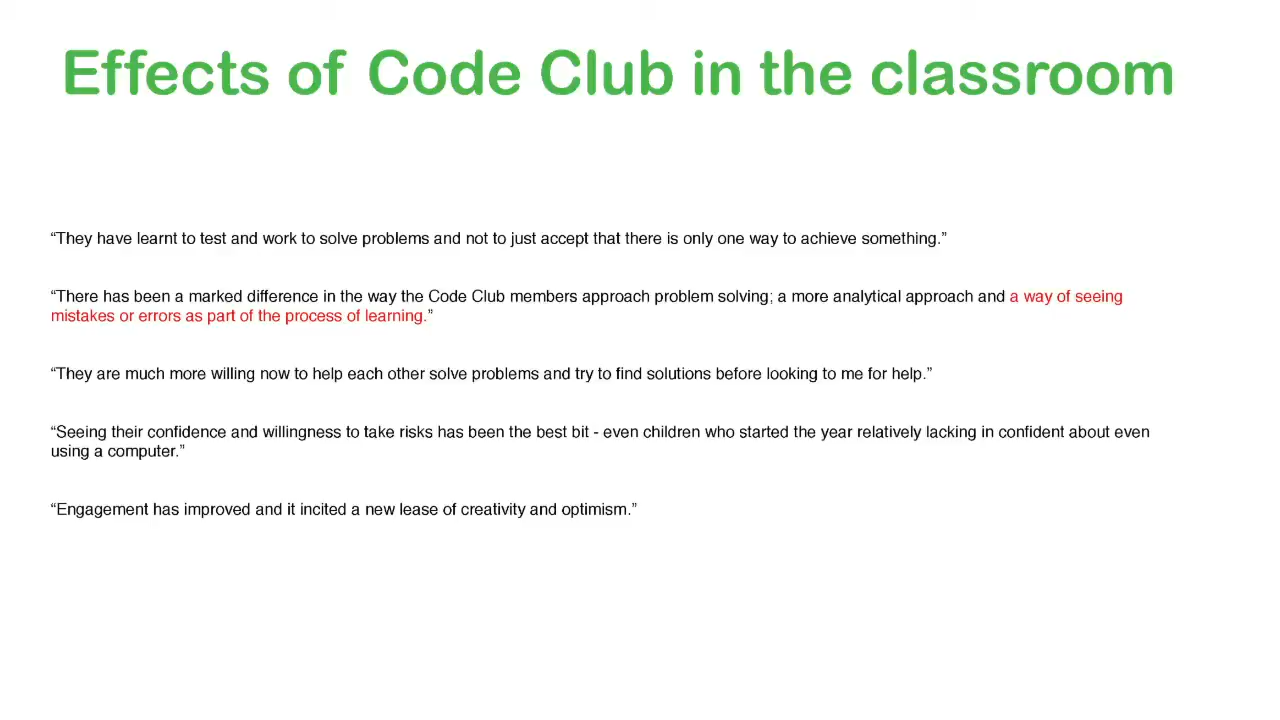 Effects of Code Club in the classroom
“They have learnt to test and work to solve problems and not to just accept that there is only one way to achieve something.”
“There has been a marked difference in the way the Code Club members approach problem solving; a more analytical approach and a way of seeing
mistakes or errors as part of the process of learning.”
“They are much more willing now to help each other solve problems and try to find solutions before looking to me for help.”
“Seeing their confidence and willingness to take risks has been the best bit - even children who started the year relatively lacking in confident about even
using a computer.”
“Engagement has improved and it incited a new lease of creativity and optimism.”